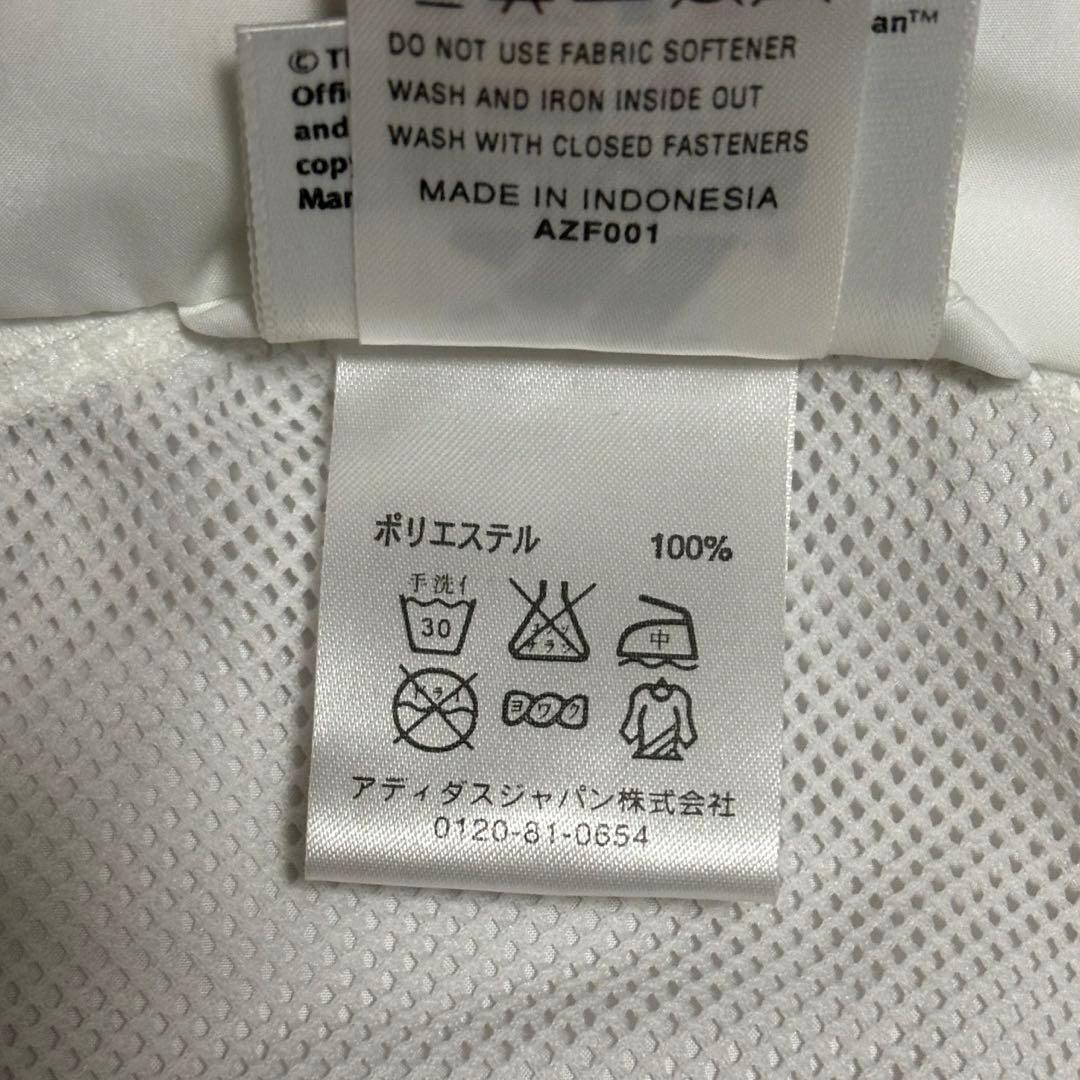 an™
DO NOT USE FABRIC SOFTENER
WASH AND IRON INSIDE OUT
WASH WITH CLOSED FASTENERS
MADE IN INDONESIA
AZF001
©
and
ポリエステル 100%
手洗イ
30
中
ヨワク
アディダスジャパン株式会社
0120-81-0654